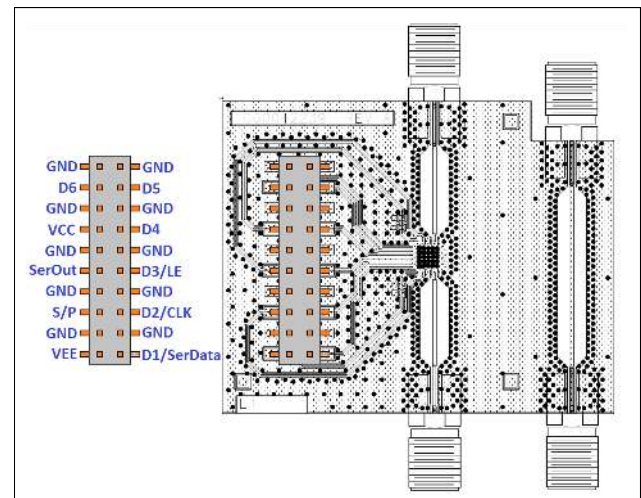 GND GND
D6 D5
GND GND
VCC D4
GND GND
SerOut D3/LE
GND GND
S/P D2/CLK
GND GND
VEE D1/SerData